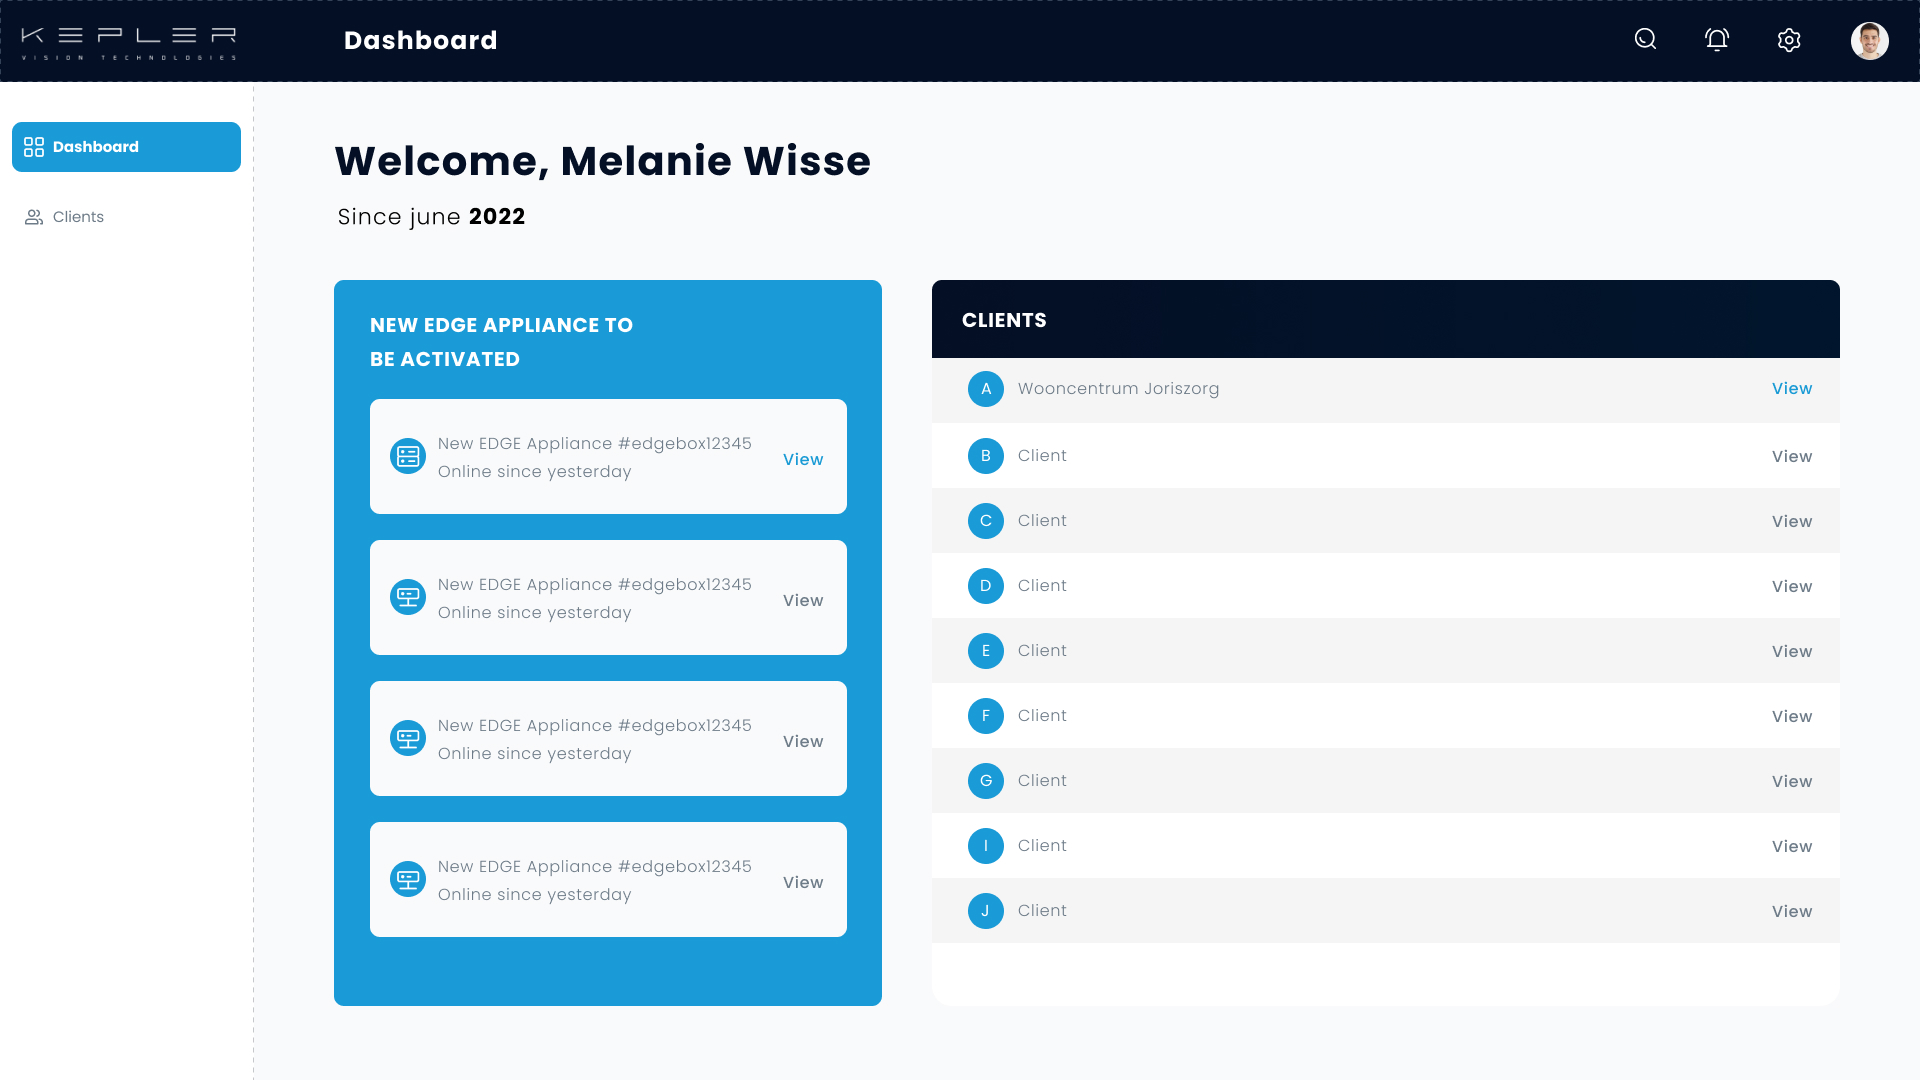 KEPLER
VISION TECHNOLOGIES
Dashboard
Dashboard
Clients
Welcome, Melanie Wisse
Since june 2022
NEW EDGE APPLIANCE TO
BE ACTIVATED
New EDGE Appliance #edgebox12345
Online since yesterday
View
New EDGE Appliance #edgebox12345
Online since yesterday
View
New EDGE Appliance #edgebox12345
Online since yesterday
View
New EDGE Appliance #edgebox12345
Online since yesterday
View
CLIENTS
A Wooncentrum Joriszorg View
B Client View
C Client View
D Client View
E Client View
F Client View
G Client View
I Client View
J Client View